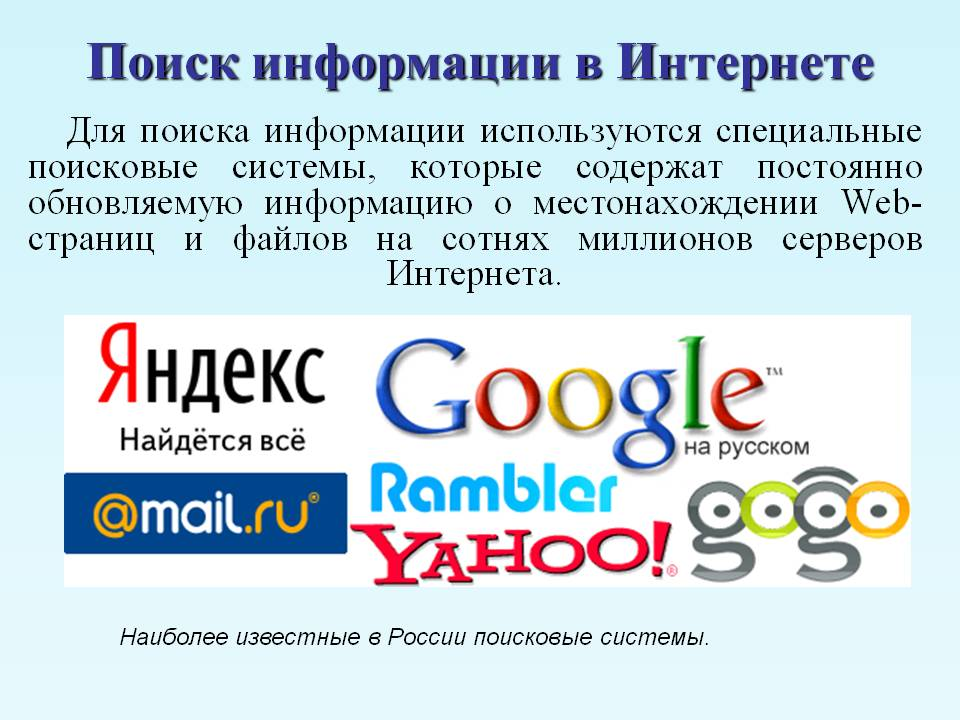 Поиск информации в Интернете
Для поиска информации используются специальные
поисковые системы, которые содержат постоянно
обновляемую информацию о местонахождении Web-
страниц и файлов на сотнях миллионов серверов
Интернета.
Яндекс
Найдётся всё
Google™
на русском
@mail.ru®
Rambler
YAHOO!®
gogo
Наиболее известные в России поисковые системы.